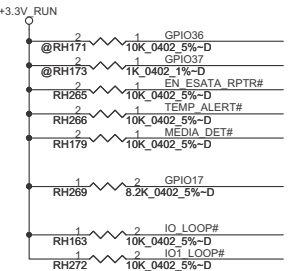 +3.3V_RUN
2 1 GPIO36
@RH171 10K_0402_5%~D
2 1 GPIO37
@RH173 1K_0402_1%~D
2 1 EN_ESATA_RPTR#
RH265 10K_0402_5%~D
2 1 TEMP_ALERT#
RH266 10K_0402_5%~D
2 1 MEDIA_DET#
RH179 10K_0402_5%~D
1 2 GPIO17
RH269 8.2K_0402_5%~D
1 2 IO_LOOP#
RH163 10K_0402_5%~D
1 2 IO1_LOOP#
RH272 10K_0402_5%~D